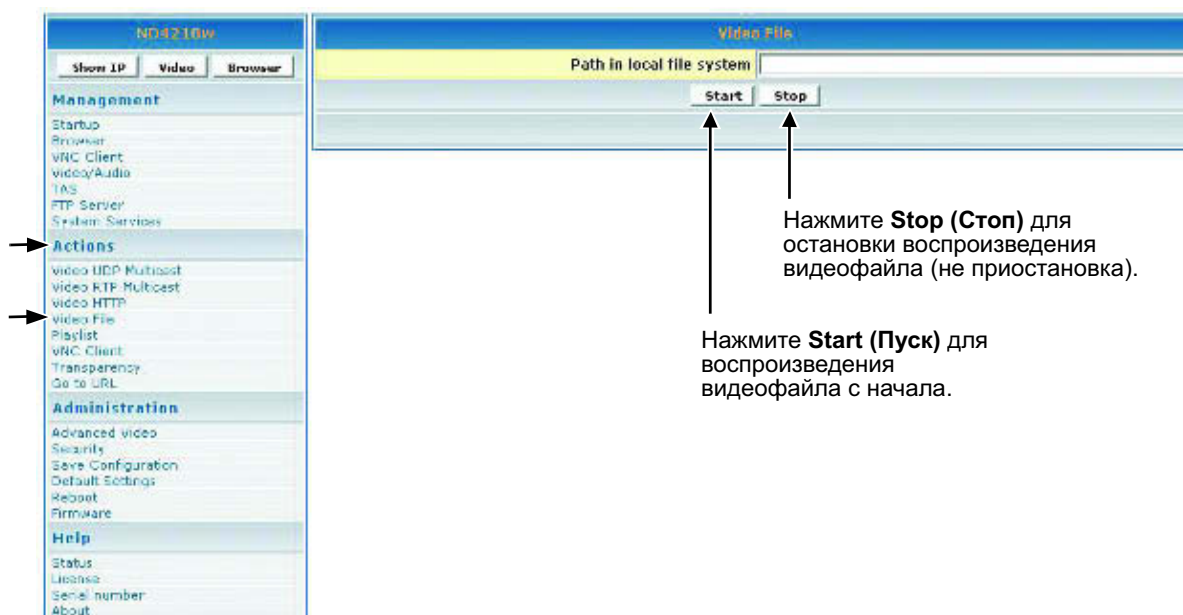 ND4210w
Show IP Video Browser
Management
Startup
Browser
VNC Client
Video/Audio
TAS
FTP Server
System Services
Actions
Video UDP Multicast
Video RTP Multicast
Video HTTP
Video File
Playlist
VNC Client
Transparency
Go to URL
Administration
Advanced video
Security
Save Configuration
Default Settings
Reboot
Firmware
Help
Status
License
Serial number
About
Video File
Path in local file system
Start Stop
Нажмите Stop (Стоп) для
остановки воспроизведения
видеофайла (не приостановка).
Нажмите Start (Пуск) для
воспроизведения
видеофайла с начала.